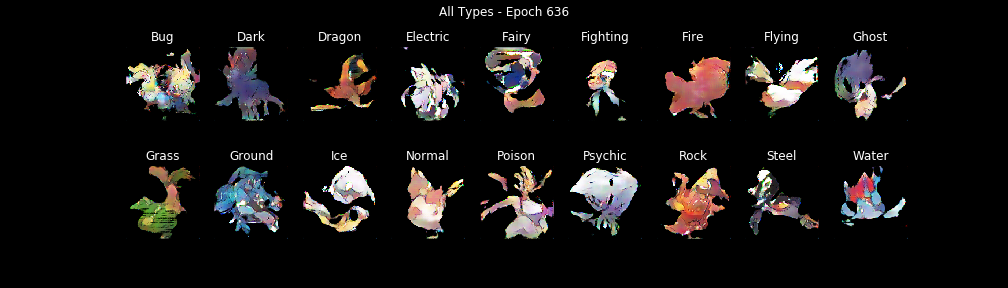 All Types - Epoch 636
Bug Dark Dragon Electric Fairy Fighting Fire Flying Ghost
Grass Ground Ice Normal Poison Psychic Rock Steel Water